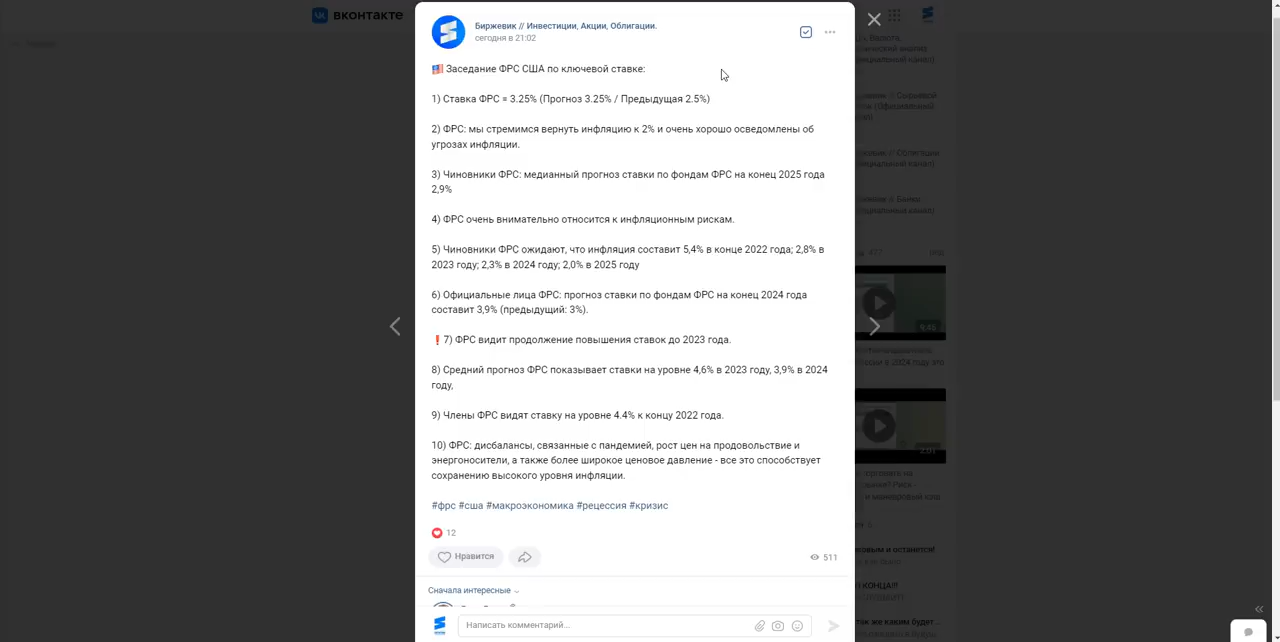 вконтакте
Биржевик // Инвестиции, Акции, Облигации.
сегодня в 21:02
Заседание ФРС США по ключевой ставке:
1) Ставка ФРС = 3.25% (Прогноз 3.25% / Предыдущая 2.5%)
2) ФРС: мы стремимся вернуть инфляцию к 2% и очень хорошо осведомлены об
угрозах инфляции.
3) Чиновники ФРС: медианный прогноз ставки по фондам ФРС на конец 2025 года
2,9%
4) ФРС очень внимательно относится к инфляционным рискам.
5) Чиновники ФРС ожидают, что инфляция составит 5,4% в конце 2022 года; 2,8% в
2023 году; 2,3% в 2024 году; 2,0% в 2025 году
6) Официальные лица ФРС: прогноз ставки по фондам ФРС на конец 2024 года
составит 3,9% (предыдущий: 3%).
❗7) ФРС видит продолжение повышения ставок до 2023 года.
8) Средний прогноз ФРС показывает ставки на уровне 4,6% в 2023 году, 3,9% в 2024
году,
9) Члены ФРС видят ставку на уровне 4.4% к концу 2022 года.
10) ФРС: дисбалансы, связанные с пандемией, рост цен на продовольствие и
энергоносители, а также более широкое ценовое давление - все это способствует
сохранению высокого уровня инфляции.
#фрс #сша #макроэкономика #рецессия #кризис
12
Нравится
511
Сначала интересные
Написать комментарий...
9:45
2:01